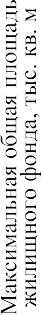 Максимальная общая площадь
жилищного фонда, тыс. кв. м